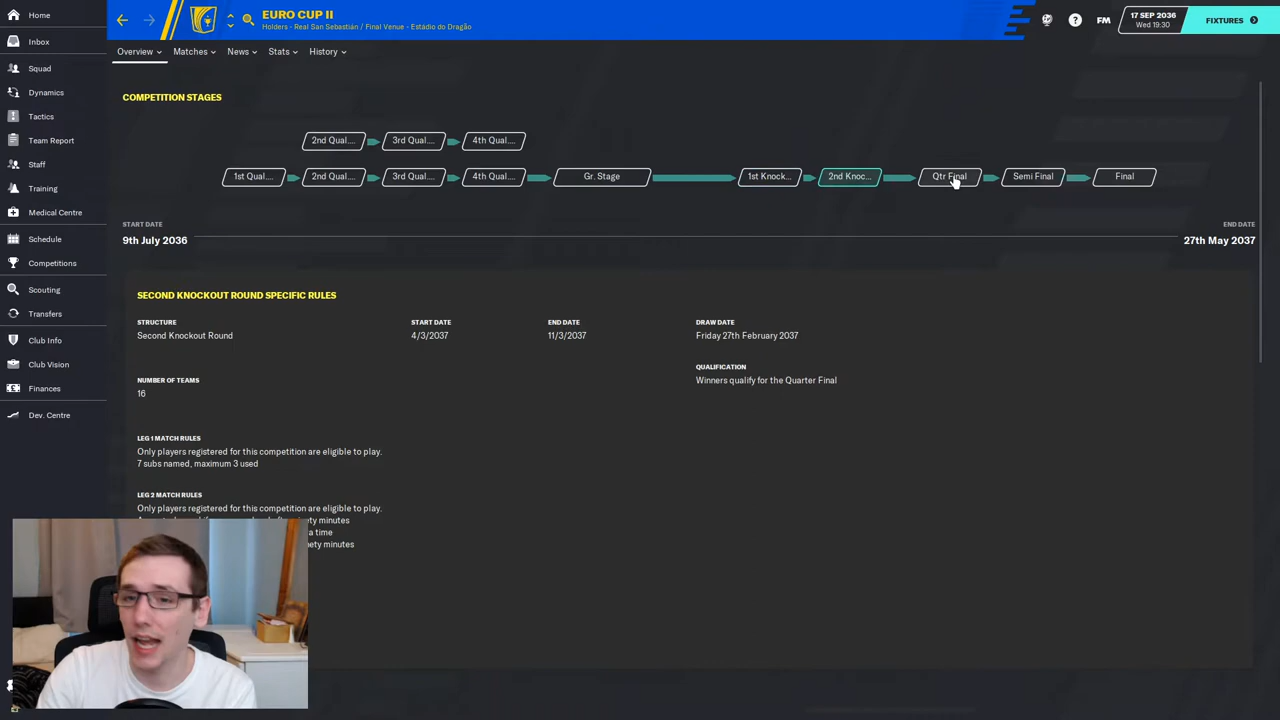 Home
Inbox
Squad
Dynamics
Tactics
Team Report
Staff
Training
Medical Centre
Schedule
Competitions
Scouting
Transfers
Club Info
Club Vision
Finances
Dev. Centre
EURO CUP II
Holders - Real San Sebastián / Final Venue - Estádio do Dragão
FM
17 SEP 2036
Wed 19:30
FIXTURES
Overview
Matches
News
Stats
History
COMPETITION STAGES
2nd Qual....
3rd Qual....
4th Qual....
1st Qual....
2nd Qual....
3rd Qual....
4th Qual....
Gr. Stage
1st Knock...
2nd Knoc...
Qtr Final
Semi Final
Final
START DATE
9th July 2036
END DATE
27th May 2037
SECOND KNOCKOUT ROUND SPECIFIC RULES
STRUCTURE
Second Knockout Round
START DATE
4/3/2037
END DATE
11/3/2037
DRAW DATE
Friday 27th February 2037
NUMBER OF TEAMS
16
QUALIFICATION
Winners qualify for the Quarter Final
LEG 1 MATCH RULES
Only players registered for this competition are eligible to play.
7 subs named, maximum 3 used
LEG 2 MATCH RULES
Only players registered for this competition are eligible to play.
minutes
a time
minutes